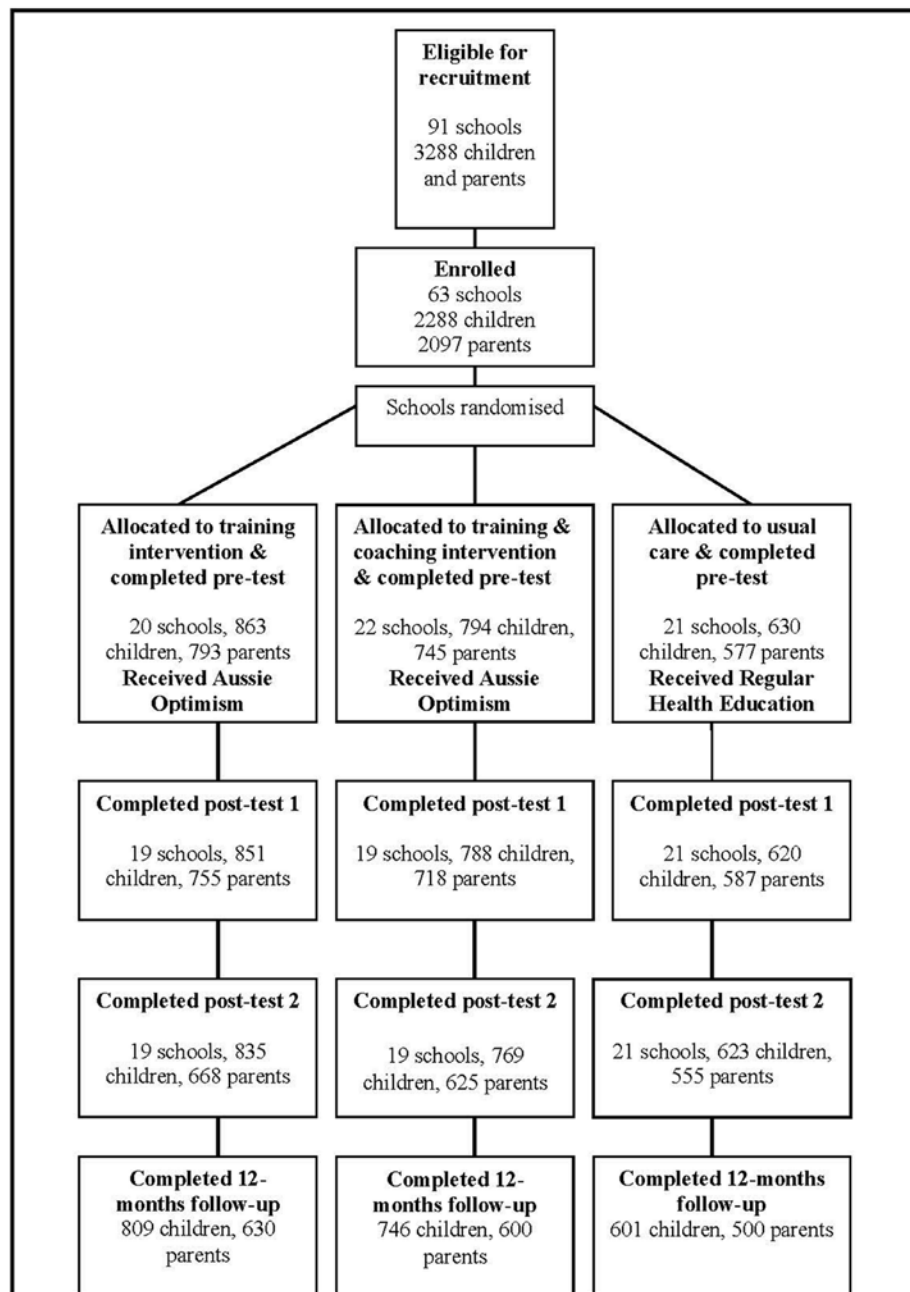 Eligible for
recruitment
91 schools
3288 children
and parents
Enrolled
63 schools
2288 children
2097 parents
Schools randomised
Allocated to training
intervention &
completed pre-test
20 schools, 863
children, 793 parents
Received Aussie
Optimism
Allocated to training &
coaching intervention
& completed pre-test
22 schools, 794 children,
745 parents
Received Aussie
Optimism
Allocated to usual
care & completed
pre-test
21 schools, 630
children, 577 parents
Received Regular
Health Education
Completed post-test 1
19 schools, 851
children, 755 parents
Completed post-test 1
19 schools, 788 children,
718 parents
Completed post-test 1
21 schools, 620
children, 587 parents
Completed post-test 2
19 schools, 835
children, 668 parents
Completed post-test 2
19 schools, 769
children, 625 parents
Completed post-test 2
21 schools, 623 children,
555 parents
Completed 12-
months follow-up
809 children, 630
parents
Completed 12-
months follow-up
746 children, 600
parents
Completed 12-months
follow-up
601 children, 500 parents